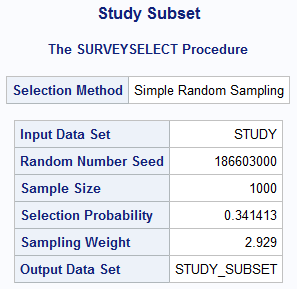 Study Subset
The SURVEYSELECT Procedure
Selection Method Simple Random Sampling
Input Data Set STUDY
Random Number Seed 186603000
Sample Size 1000
Selection Probability 0.341413
Sampling Weight 2.929
Output Data Set STUDY_SUBSET